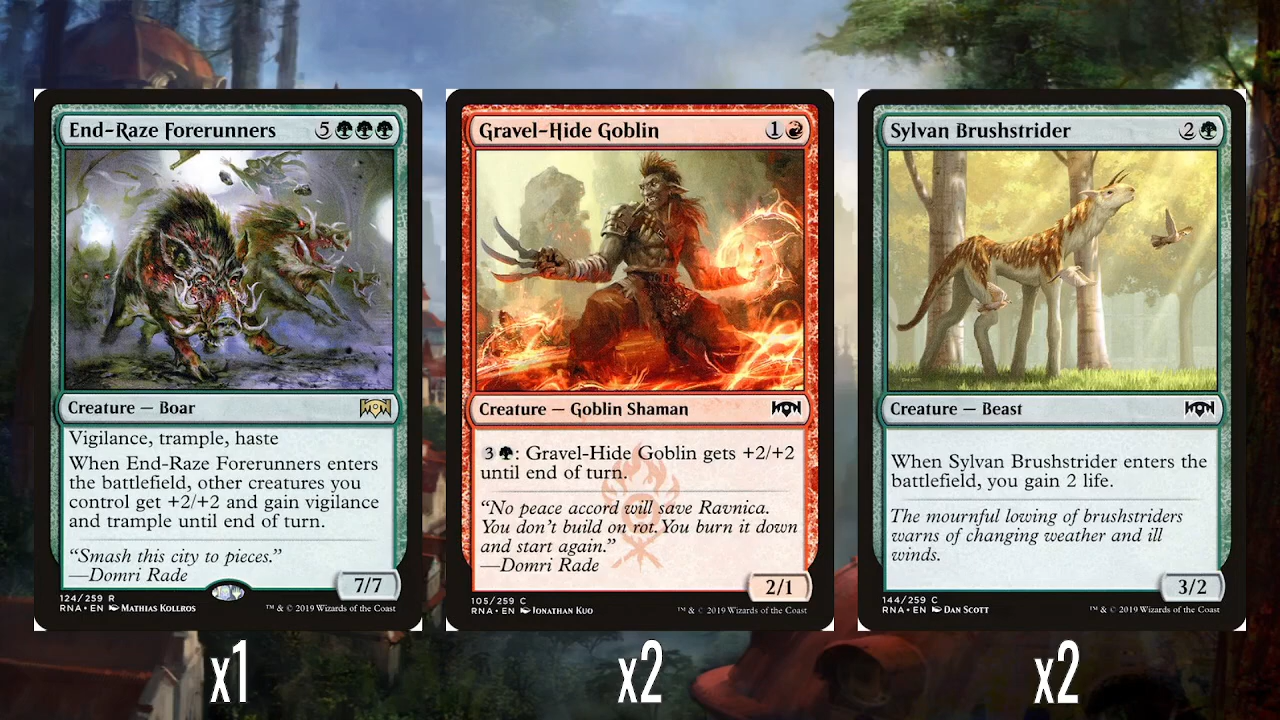 End-Raze Forerunners 5
Creature — Boar
Vigilance, trample, haste
When End-Raze Forerunners enters
the battlefield, other creatures you
control get +2/+2 and gain vigilance
and trample until end of turn.
“Smash this city to pieces.”
—Domri Rade
7/7
124/259 R
RNA • EN Mathias Kollros
™ & © 2019 Wizards of the Coast
x1
Gravel-Hide Goblin 1
Creature — Goblin Shaman
3 : Gravel-Hide Goblin gets +2/+2
until end of turn.
“No peace accord will save Ravnica.
You don’t build on rot. You burn it down
and start again.”
—Domri Rade
2/1
105/259 C
RNA • EN Jonathan Kuo
™ & © 2019 Wizards of the Coast
x2
Sylvan Brushstrider 2
Creature — Beast
When Sylvan Brushstrider enters the
battlefield, you gain 2 life.
The mournful lowing of brushstriders
warns of changing weather and ill
winds.
3/2
144/259 C
RNA • EN Dan Scott
™ & © 2019 Wizards of the Coast
x2